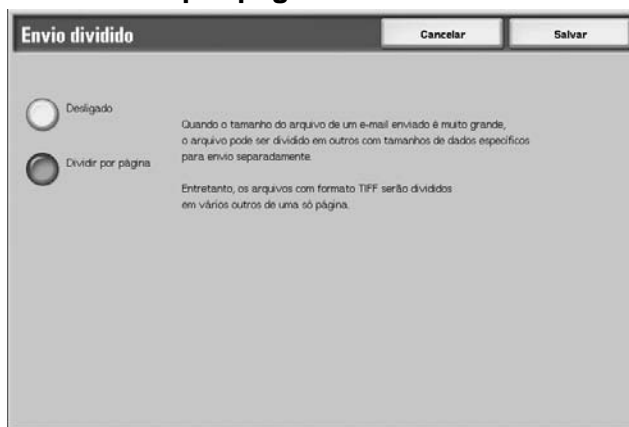 Envio dividido
Cancelar
Salvar
Desligado
Quando o tamanho do arquivo de um e-mail enviado é muito grande,
o arquivo pode ser dividido em outros com tamanhos de dados específicos
para envio separadamente.
Dividir por página
Entretanto, os arquivos com formato TIFF serão divididos
em vários outros de uma só página.